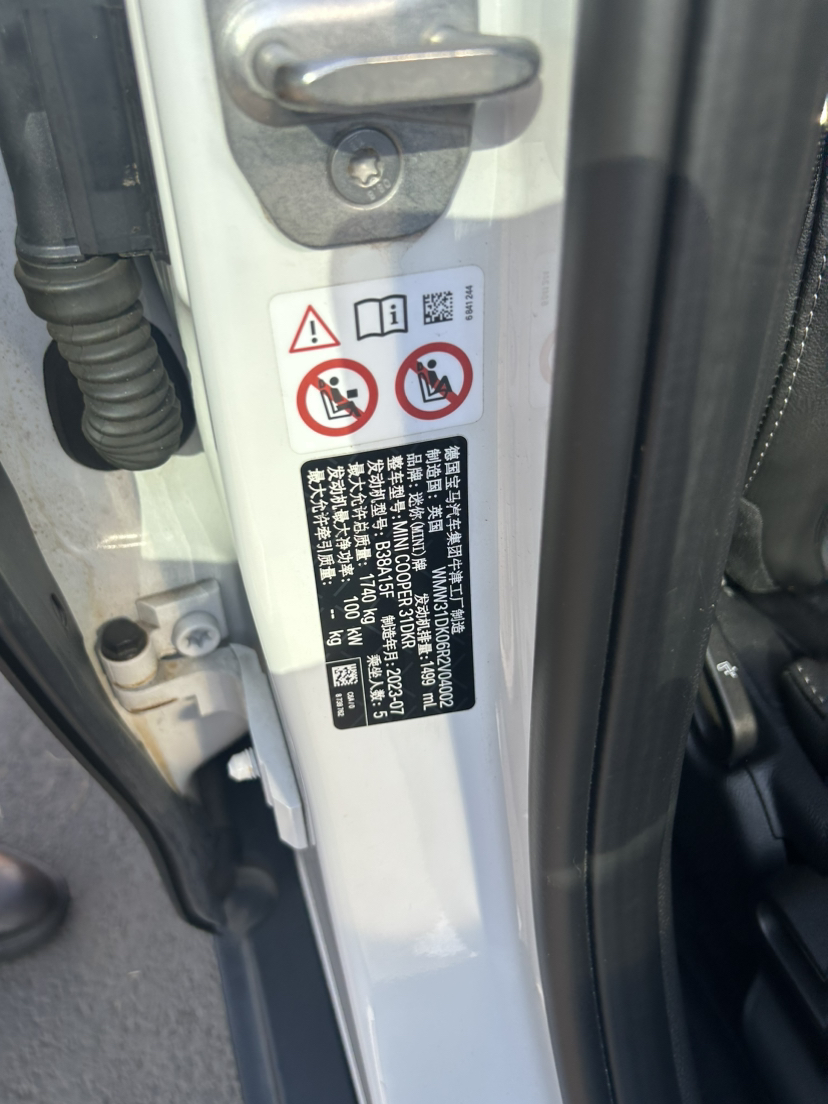 6 841 244
德国宝马汽车集团牛津工厂制造
制造国：英国 WMW31DK06R2V04002
品牌：迷你(MINI)牌 发动机排量：1499 mL
整车型号：MINI COOPER 31DKR
发动机型号：B38A15F 制造年月：2023-07
最大允许总质量：1740 kg 乘坐人数：5
发动机最大净功率：100 kW
最大允许牵引质量：-- kg